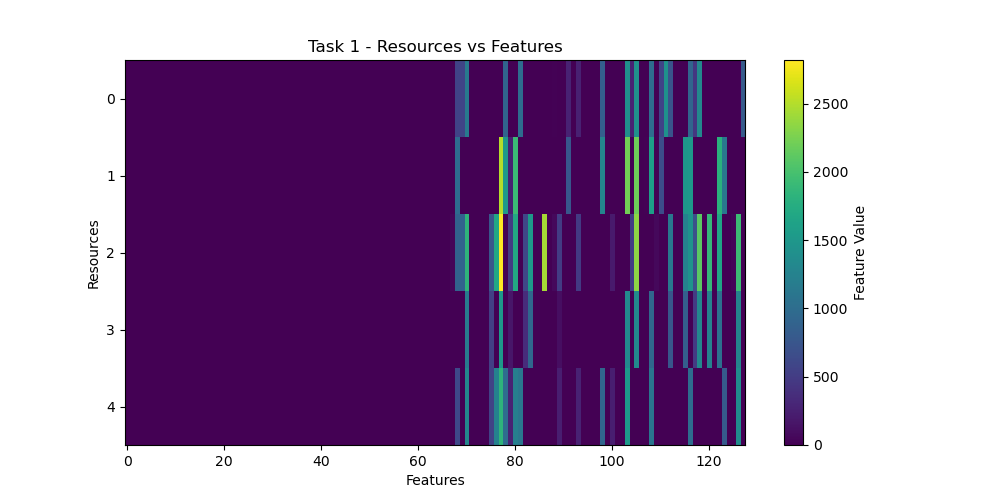 Task 1 - Resources vs Features
Resources
0
1
2
3
4
0 20 40 60 80 100 120
Features
2500
2000
1500
1000
500
0
Feature Value